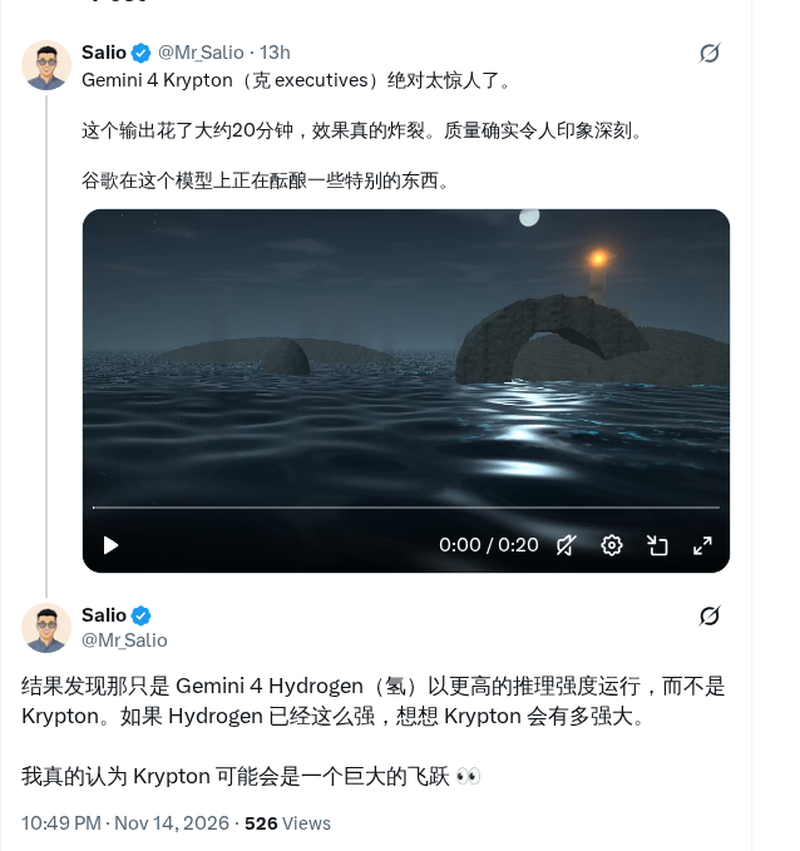 Salio @Mr_Salio · 13h
Gemini 4 Krypton（克 executives）绝对太惊人了。
这个输出花了大约20分钟，效果真的炸裂。质量确实令人印象深刻。
谷歌在这个模型上正在酝酿一些特别的东西。
0:00 / 0:20
Salio
@Mr_Salio
结果发现那只是 Gemini 4 Hydrogen（氢）以更高的推理强度运行，而不是
Krypton。如果 Hydrogen 已经这么强，想想 Krypton 会有多强大。
我真的认为 Krypton 可能会是一个巨大的飞跃 👀
10:49 PM · Nov 14, 2026 · 526 Views